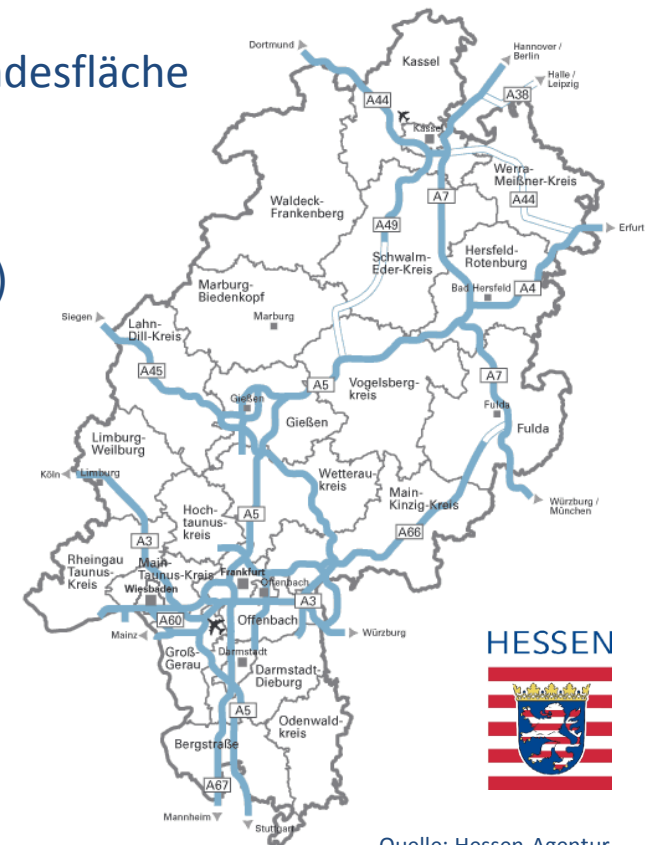 ndesfläche
)
Dortmund
Kassel
Hannover /
Berlin
Halle /
Leipzig
A44
A38
Kassel
Werra-
Meißner-Kreis
A7
A44
Waldeck-
Frankenberg
A49
Erfurt
Schwalm-
Eder-Kreis
Hersfeld-
Rotenburg
Marburg-
Biedenkopf
Bad Hersfeld
A4
Siegen
Marburg
Lahn-
Dill-Kreis
A45
A5
Vogelsberg-
kreis
A7
Gießen
Fulda
Gießen
Fulda
Limburg-
Weilburg
Köln
Limburg
Wetterau-
kreis
Main-
Kinzig-Kreis
Würzburg /
München
Hoch-
taunus-
kreis
A5
A66
A3
Rheingau
Taunus-
Kreis
Main-
Taunus-Kreis
Frankfurt
Offenbach
Wiesbaden
A3
A60
Offenbach
Mainz
Würzburg
Groß-
Gerau
Darmstadt
Darmstadt-
Dieburg
A5
Odenwald-
kreis
Bergstraße
A67
Mannheim
Stuttgart
HESSEN
Quelle: Hessen Agentur